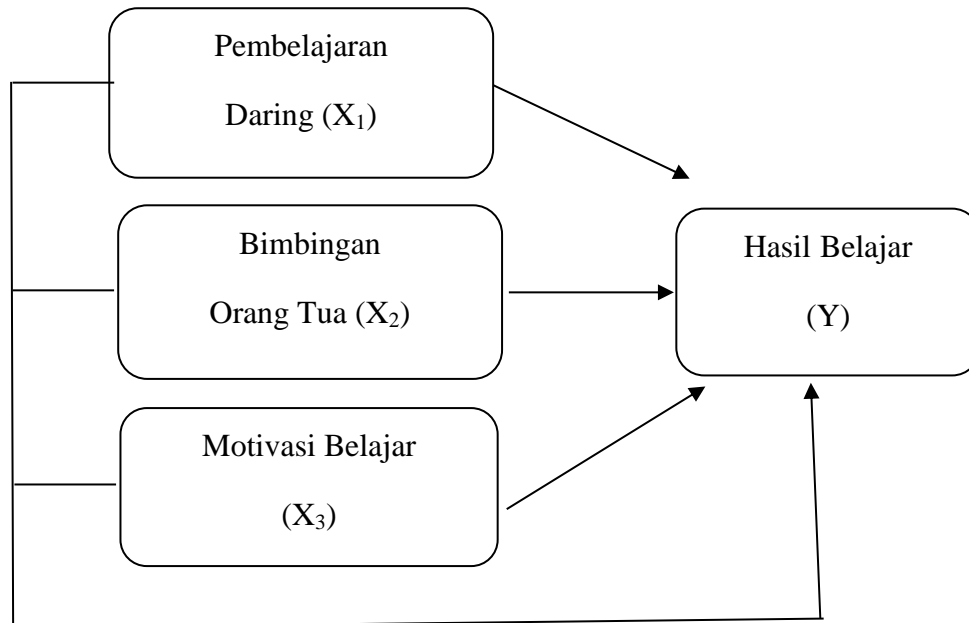 Pembelajaran
Daring (X₁)
Bimbingan
Orang Tua (X₂)
Motivasi Belajar
(X₃)
Hasil Belajar
(Y)